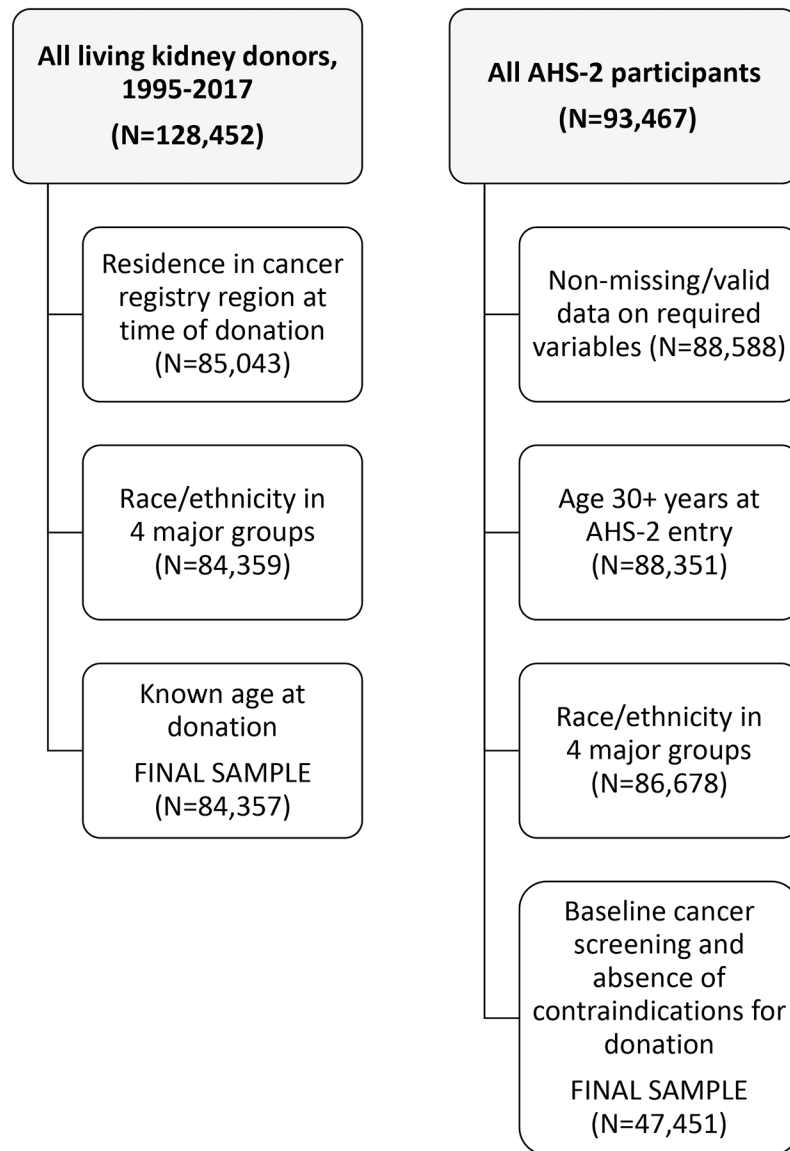 All living kidney donors,
1995-2017
(N=128,452)
Residence in cancer
registry region at
time of donation
(N=85,043)
Race/ethnicity in
4 major groups
(N=84,359)
Known age at
donation
FINAL SAMPLE
(N=84,357)
All AHS-2 participants
(N=93,467)
Non-missing/valid
data on required
variables (N=88,588)
Age 30+ years at
AHS-2 entry
(N=88,351)
Race/ethnicity in
4 major groups
(N=86,678)
Baseline cancer
screening and
absence of
contraindications for
donation
FINAL SAMPLE
(N=47,451)